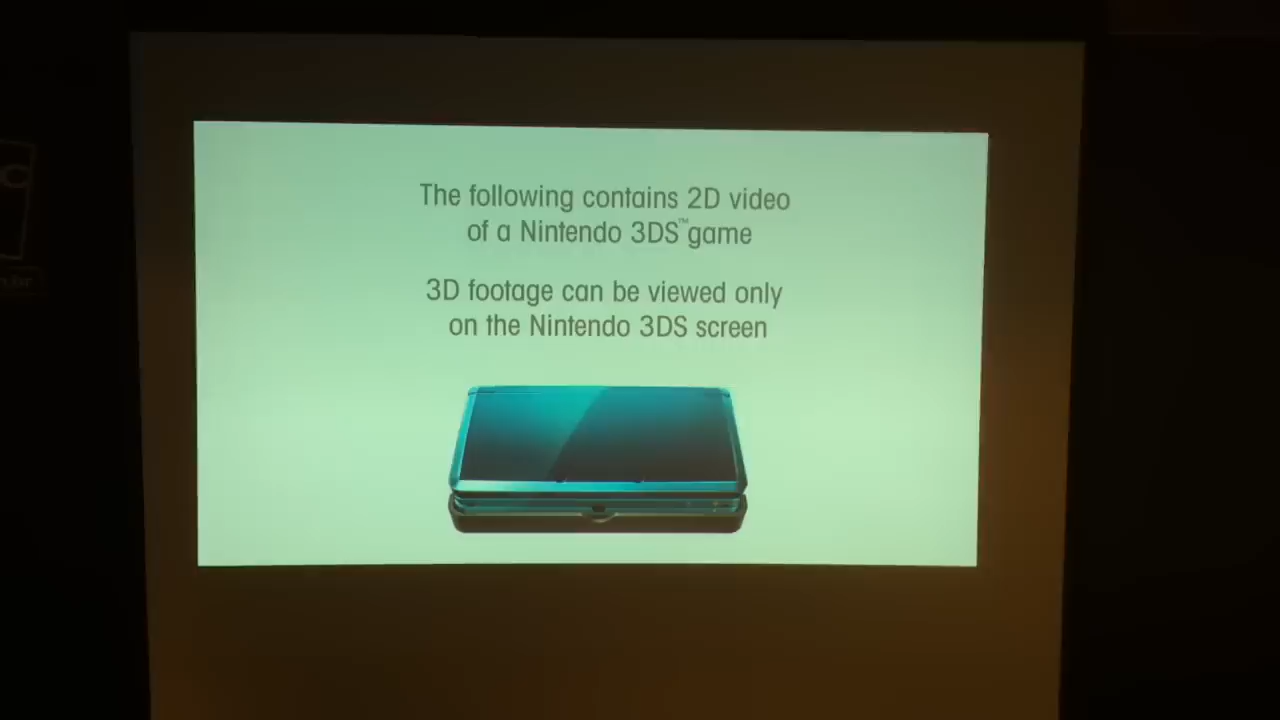 The following contains 2D video
of a Nintendo 3DS™ game
3D footage can be viewed only
on the Nintendo 3DS screen